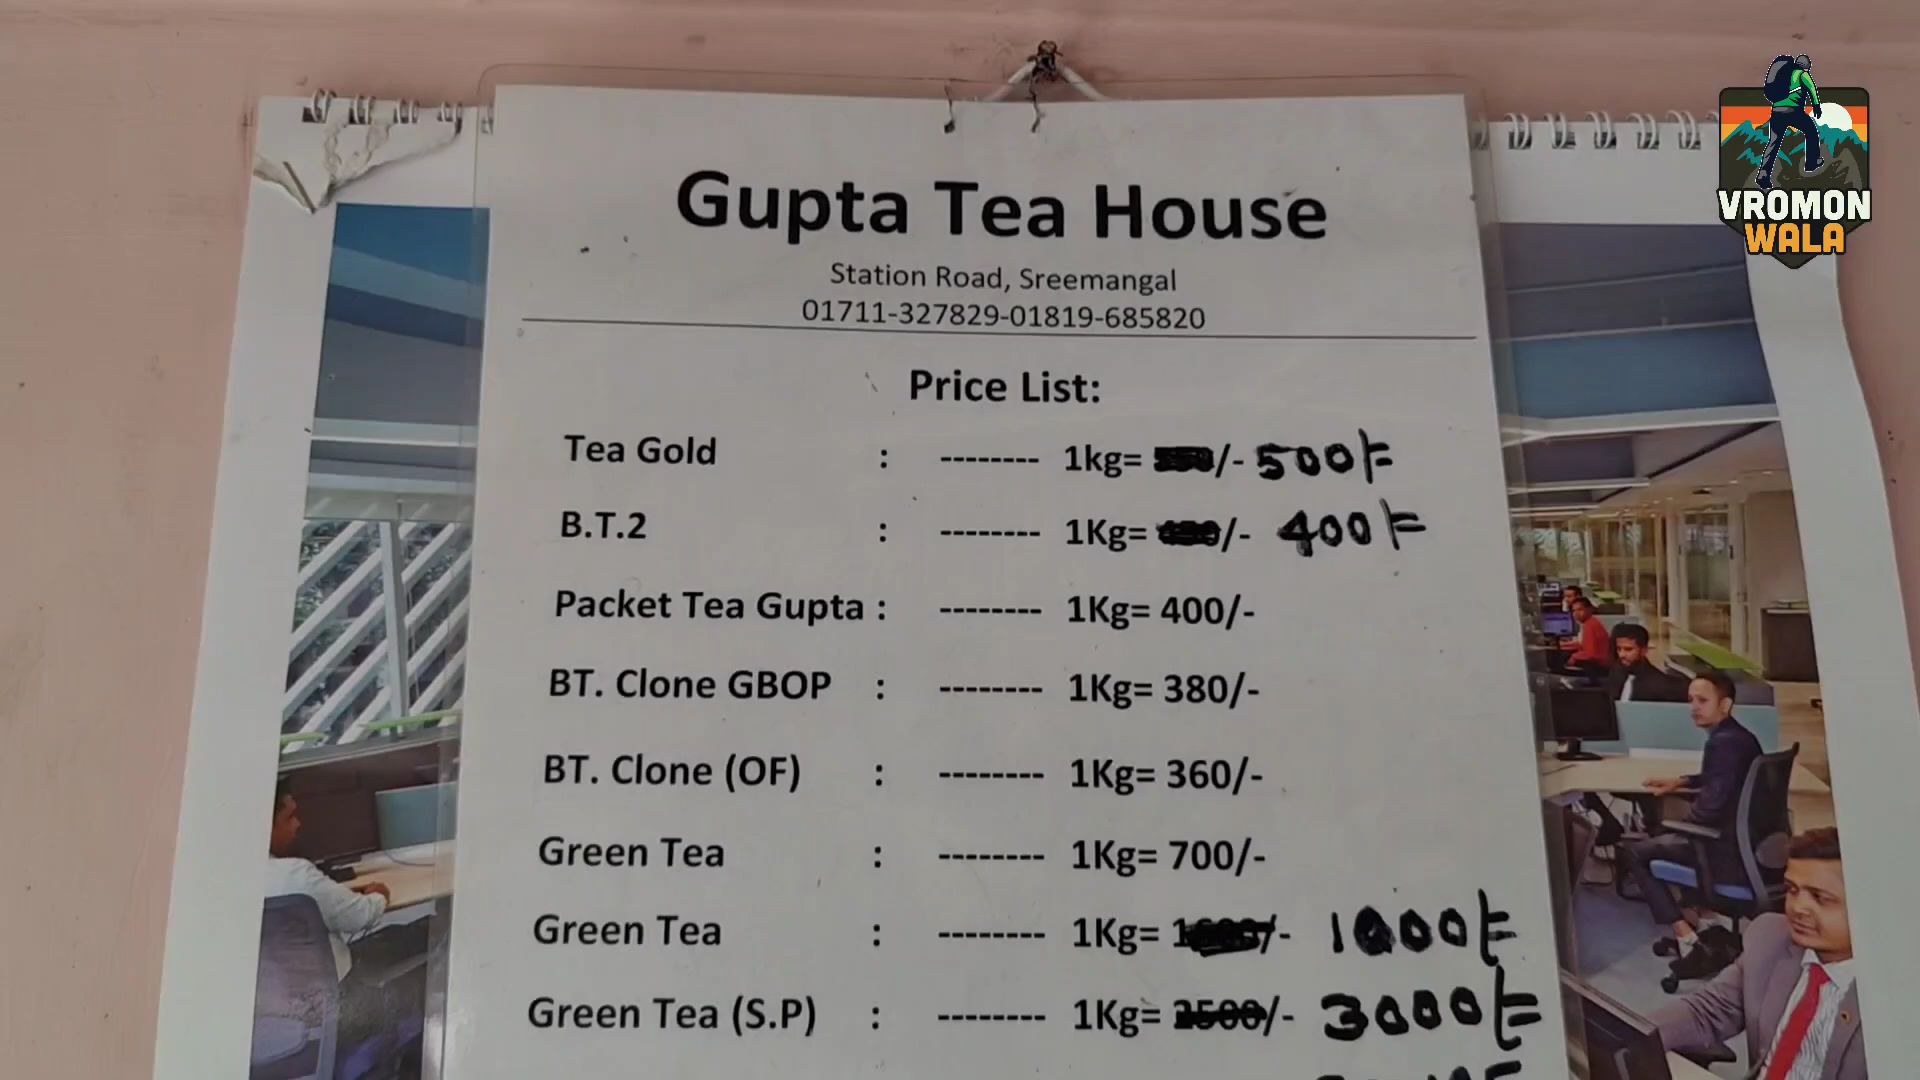 Gupta Tea House
Station Road, Sreemangal
01711-327829-01819-685820
Price List:
Tea Gold : -------- 1kg= /- 500/=
B.T.2 : -------- 1Kg= /- 400/=
Packet Tea Gupta : -------- 1Kg= 400/-
BT. Clone GBOP : -------- 1Kg= 380/-
BT. Clone (OF) : -------- 1Kg= 360/-
Green Tea : -------- 1Kg= 700/-
Green Tea : -------- 1Kg= /- 1000/=
Green Tea (S.P) : -------- 1Kg= 2500/- 3000/=
VROMON
WALA